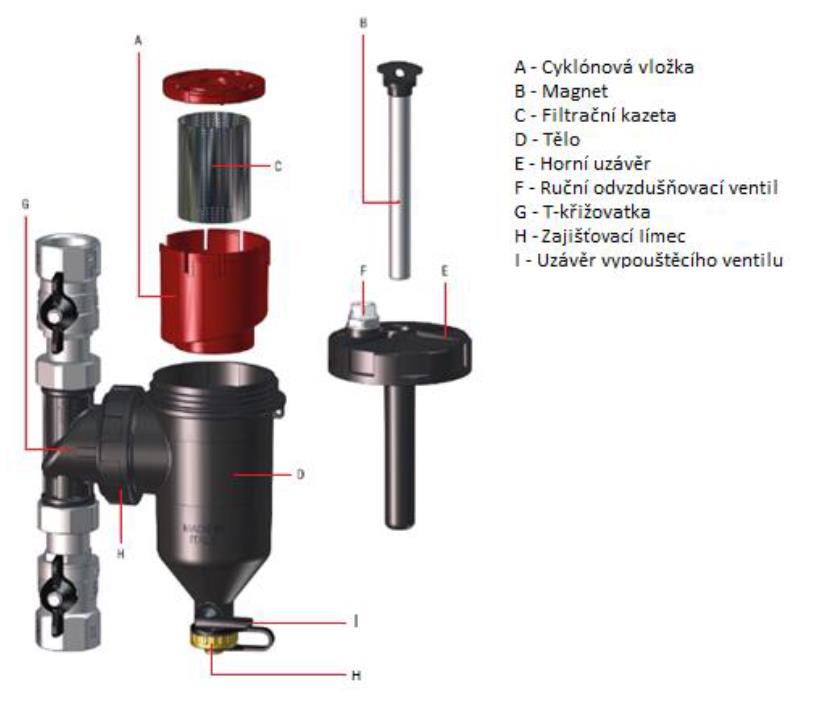 B
A
A - Cyklónová vložka
B - Magnet
C - Filtrační kazeta
D - Tělo
E - Horní uzávěr
F - Ruční odvzdušňovací ventil
G - T-křižovatka
H - Zajišťovací límec
I - Uzávěr vypouštěcího ventilu
C
B
G
F
E
A
G
D
MADE IN
ITALY
H
I
H